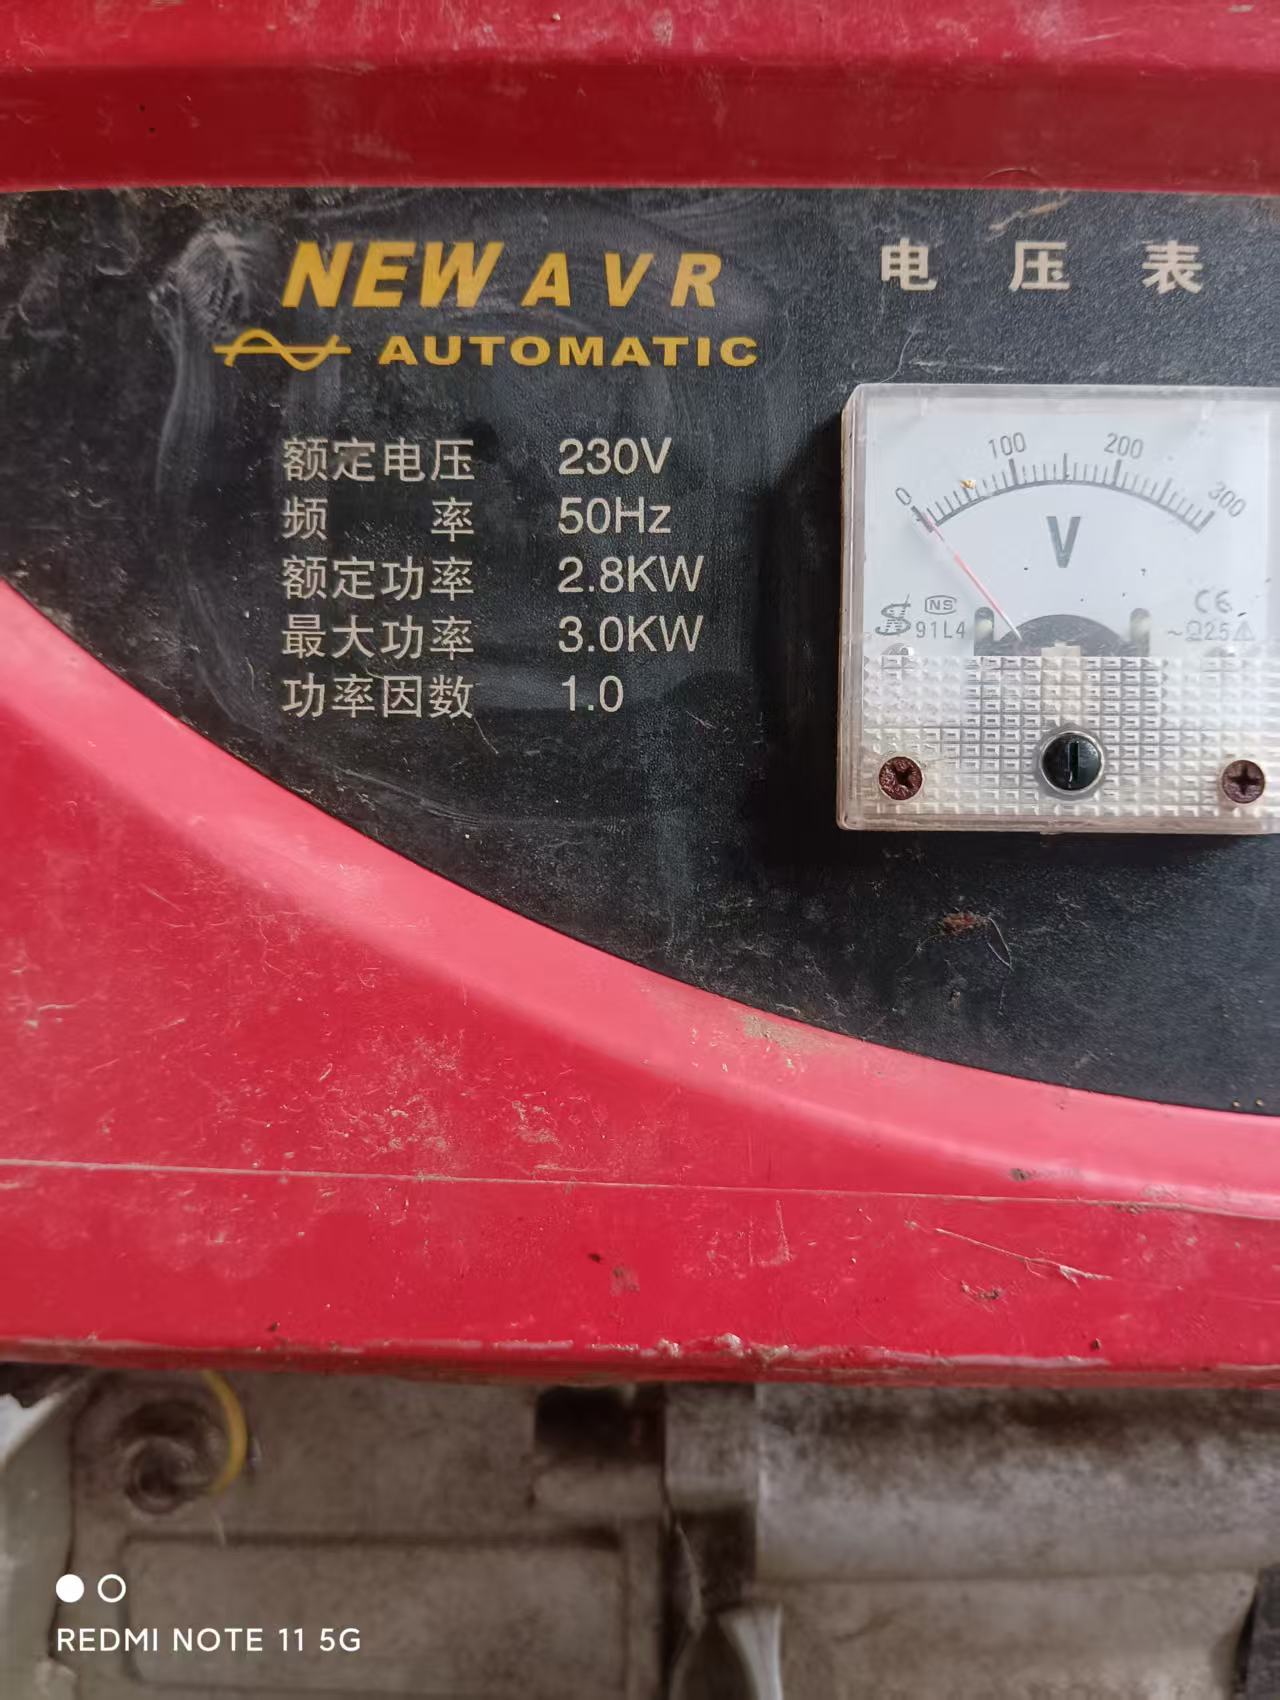 NEW AVR
AUTOMATIC
电压表
额定电压 230V
频率 50Hz
额定功率 2.8KW
最大功率 3.0KW
功率因数 1.0
0 100 200 300
V
NS
91L4
CE
~ 2.5
REDMI NOTE 11 5G